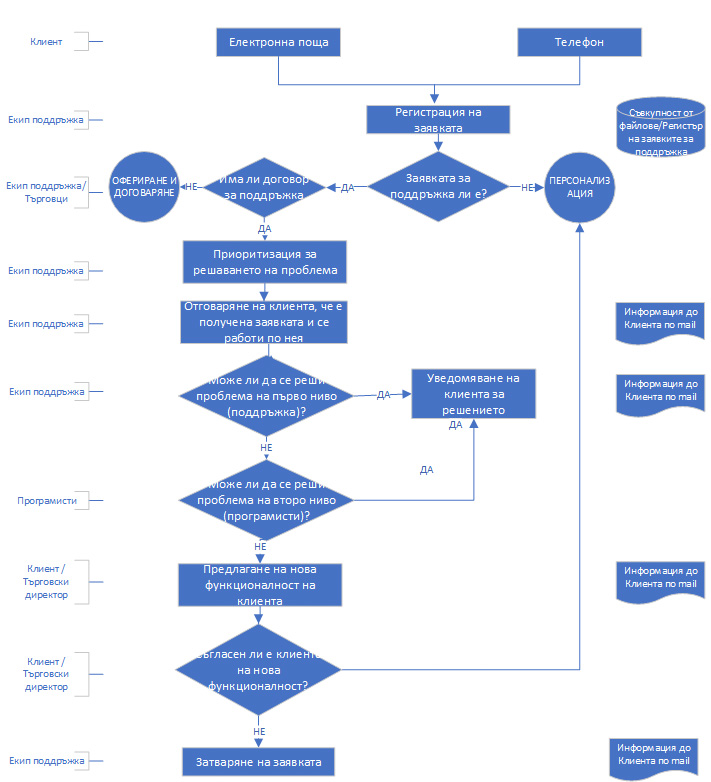 Клиент
Електронна поща
Телефон
Екип поддръжка
Регистрация на
заявката
Съвкупност от
файлове/Регистър
на заявките за
поддръжка
Екип поддръжка/
Търговци
ОФЕРИРАНЕ И
ДОГОВАРЯНЕ
НЕ
Има ли договор
за поддръжка
ДА
Заявката за
поддръжка ли е?
НЕ
ПЕРСОНАЛИЗ
АЦИЯ
ДА
Екип поддръжка
Приоритизация за
решаването на проблема
Екип поддръжка
Отговаряне на клиента, че е
получена заявката и се
работи по нея
Информация до
Клиента по mail
Екип поддръжка
Може ли да се реши
проблема на първо ниво
(поддръжка)?
ДА
Уведомяване на
клиента за
решението
Информация до
Клиента по mail
ДА
НЕ
ДА
Програмисти
Може ли да се реши
проблема на второ ниво
(програмисти)?
НЕ
Клиент /
Търговски
директор
Предлагане на нова
функционалност на
клиента
Информация до
Клиента по mail
Клиент /
Търговски
директор
Съгласен ли е клиента
на нова
функционалност?
НЕ
Екип поддръжка
Затваряне на заявката
Информация до
Клиента по mail